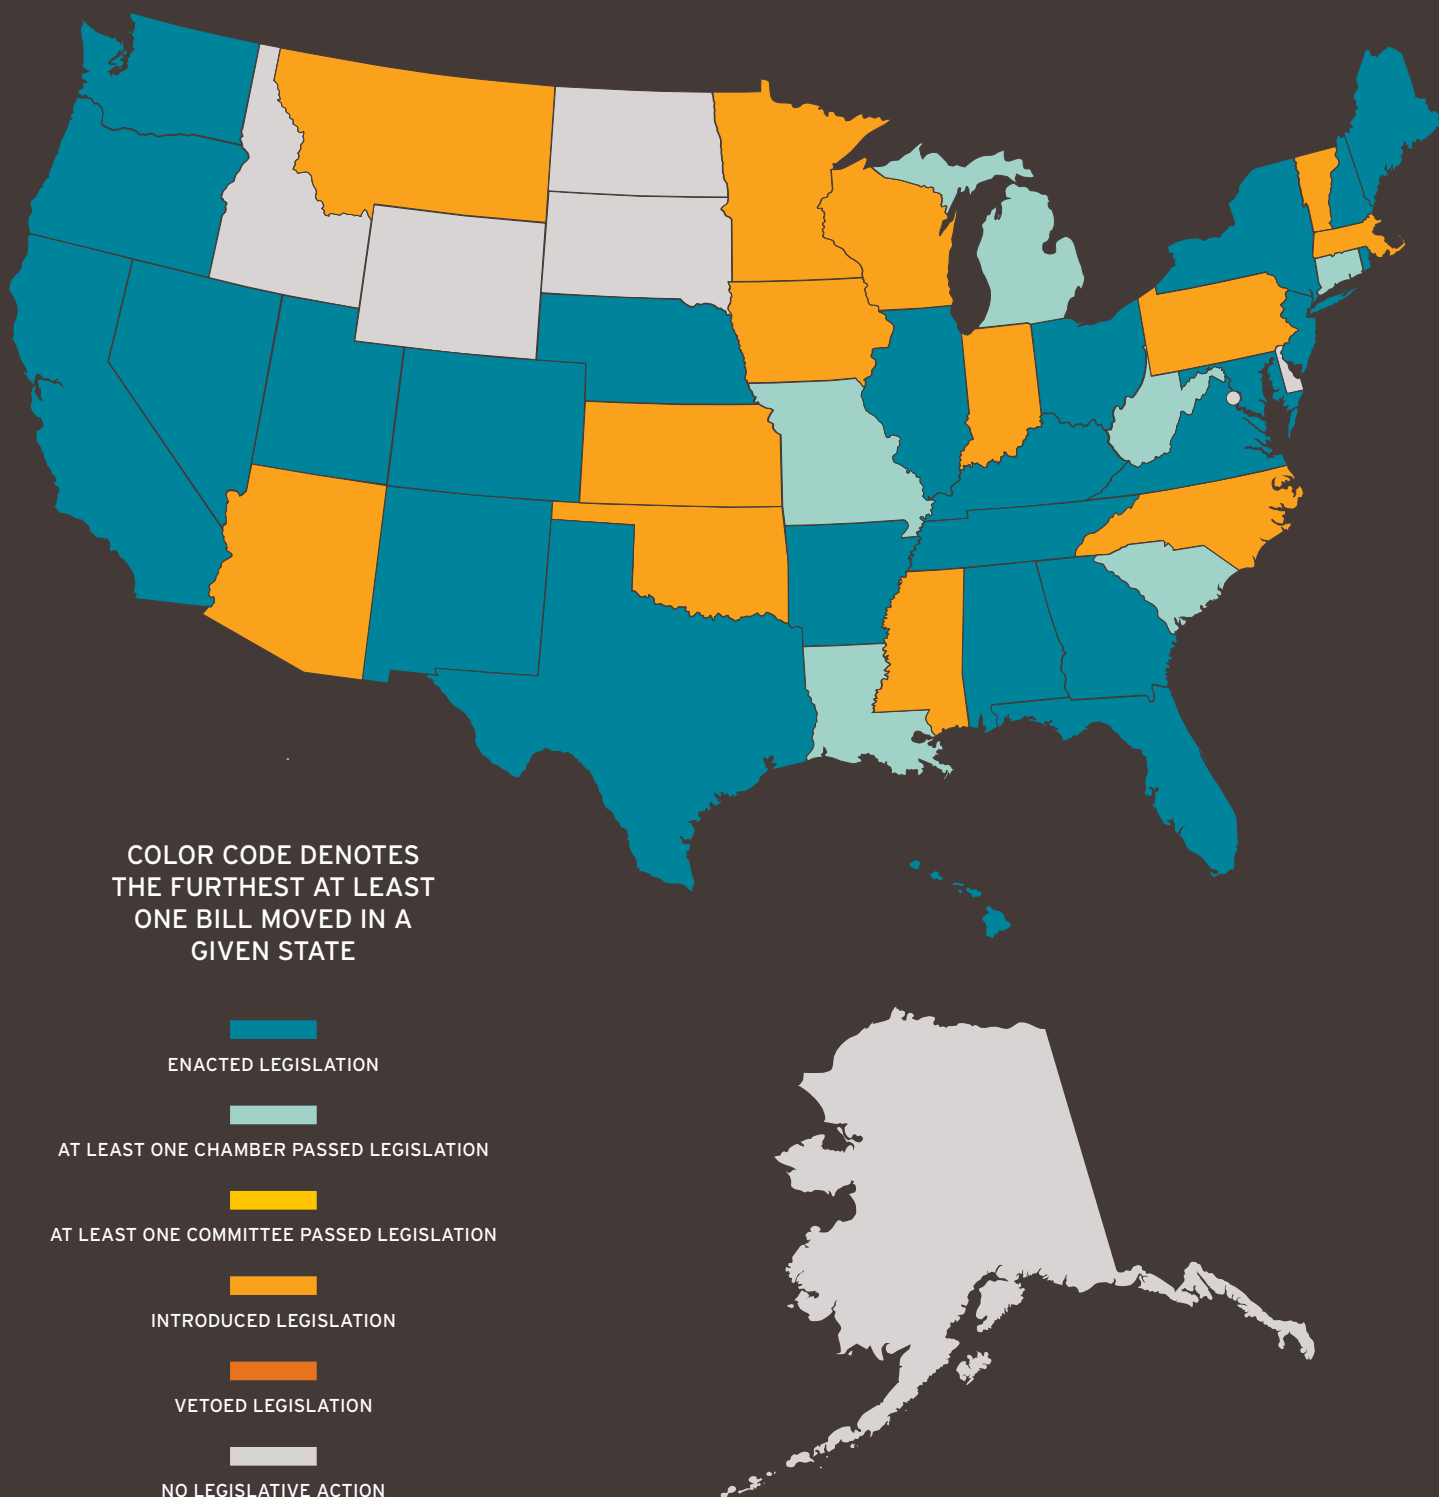 COLOR CODE DENOTES
THE FURTHEST AT LEAST
ONE BILL MOVED IN A
GIVEN STATE
ENACTED LEGISLATION
AT LEAST ONE CHAMBER PASSED LEGISLATION
AT LEAST ONE COMMITTEE PASSED LEGISLATION
INTRODUCED LEGISLATION
VETOED LEGISLATION
NO LEGISLATIVE ACTION